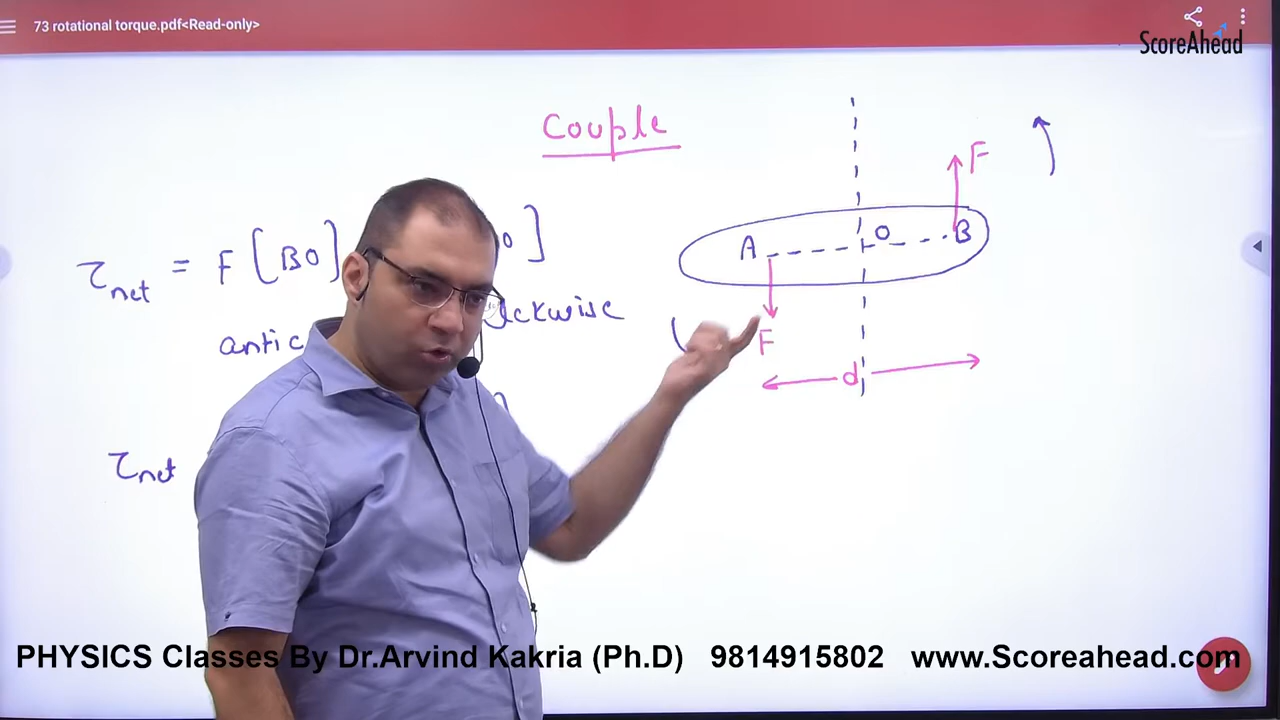 73 rotational torque.pdf<Read-only>
ScoreAhead
Couple
F
A O B
F
d
τnet = F [BO] O]
antic ckwise
τnet
PHYSICS Classes By Dr.Arvind Kakria (Ph.D) 9814915802 www.Scoreahead.com